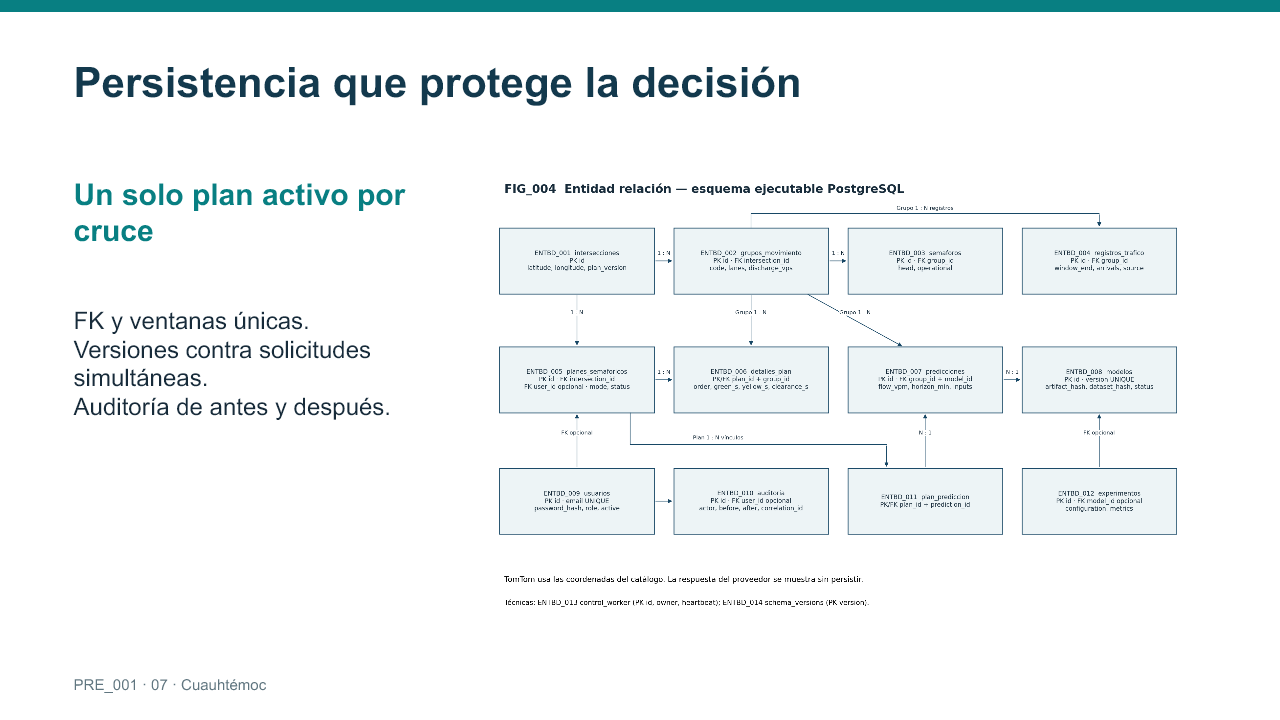 Persistencia que protege la decisión
Un solo plan activo por
cruce
FK y ventanas únicas.
Versiones contra solicitudes
simultáneas.
Auditoría de antes y después.
FIG_004  Entidad relación — esquema ejecutable PostgreSQL
Grupo 1 : N registros
ENTBD_001  intersecciones
PK id
latitude, longitude, plan_version
1 : N
ENTBD_002  grupos_movimiento
PK id · FK intersection_id
code, lanes, discharge_vps
1 : N
ENTBD_003  semaforos
PK id · FK group_id
head, operational
ENTBD_004  registros_trafico
PK id · FK group_id
window_end, arrivals, source
1 : N
Grupo 1 : N
Grupo 1 : N
ENTBD_005  planes_semaforicos
PK id · FK intersection_id
FK user_id opcional · mode, status
1 : N
ENTBD_006  detalles_plan
PK/FK plan_id + group_id
order, green_s, yellow_s, clearance_s
ENTBD_007  predicciones
PK id · FK group_id + model_id
flow_vpm, horizon_min, inputs
N : 1
ENTBD_008  modelos
PK id · version UNIQUE
artifact_hash, dataset_hash, status
FK opcional
Plan 1 : N vínculos
N : 1
FK opcional
ENTBD_009  usuarios
PK id · email UNIQUE
password_hash, role, active
ENTBD_010  auditoria
PK id · FK user_id opcional
actor, before, after, correlation_id
ENTBD_011  plan_prediccion
PK/FK plan_id + prediction_id
ENTBD_012  experimentos
PK id · FK model_id opcional
configuration, metrics
TomTom usa las coordenadas del catálogo. La respuesta del proveedor se muestra sin persistir.
Técnicas: ENTBD_013 control_worker (PK id, owner, heartbeat); ENTBD_014 schema_versions (PK version).
PRE_001 · 07 · Cuauhtémoc